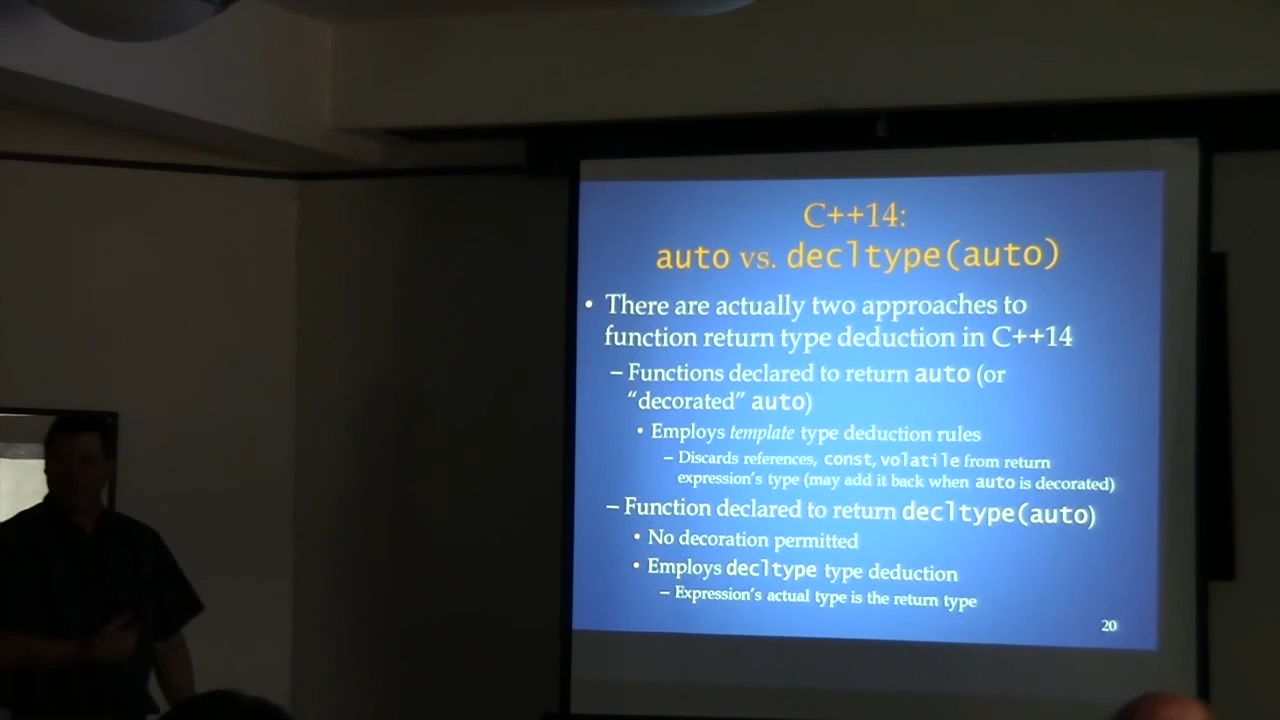 C++14:
auto vs. decltype(auto)
• There are actually two approaches to
function return type deduction in C++14
– Functions declared to return auto (or
“decorated” auto)
• Employs template type deduction rules
– Discards references, const, volatile from return
expression’s type (may add it back when auto is decorated)
– Function declared to return decltype(auto)
• No decoration permitted
• Employs decltype type deduction
– Expression’s actual type is the return type
20